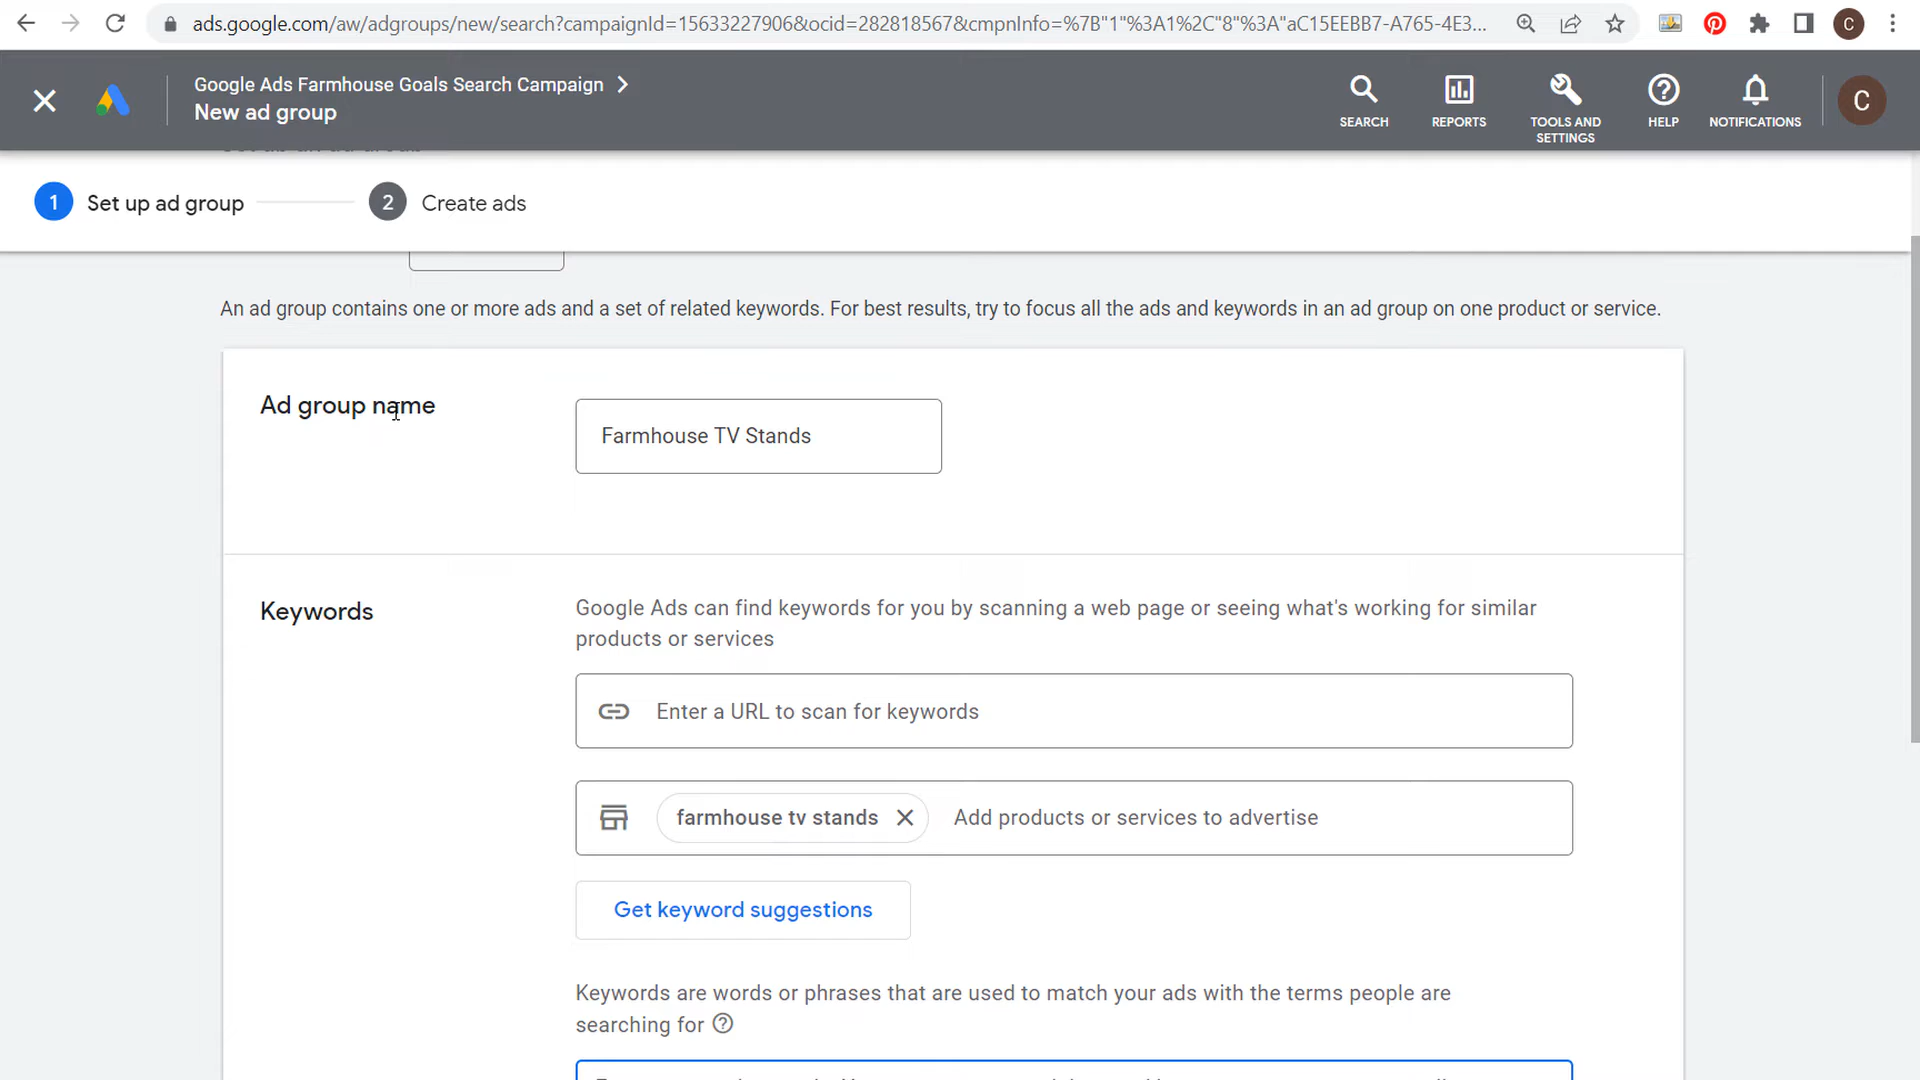 ads.google.com/aw/adgroups/new/search?campaignId=15633227906&ocid=282818567&cmpnInfo=%7B"1"%3A1%2C"8"%3A"aC15EEBB7-A765-4E3...
C
Google Ads Farmhouse Goals Search Campaign
New ad group
SEARCH
REPORTS
TOOLS AND
SETTINGS
HELP
NOTIFICATIONS
C
1 Set up ad group
2 Create ads
An ad group contains one or more ads and a set of related keywords. For best results, try to focus all the ads and keywords in an ad group on one product or service.
Ad group name
Farmhouse TV Stands
Keywords
Google Ads can find keywords for you by scanning a web page or seeing what's working for similar
products or services
Enter a URL to scan for keywords
farmhouse tv stands
Add products or services to advertise
Get keyword suggestions
Keywords are words or phrases that are used to match your ads with the terms people are
searching for